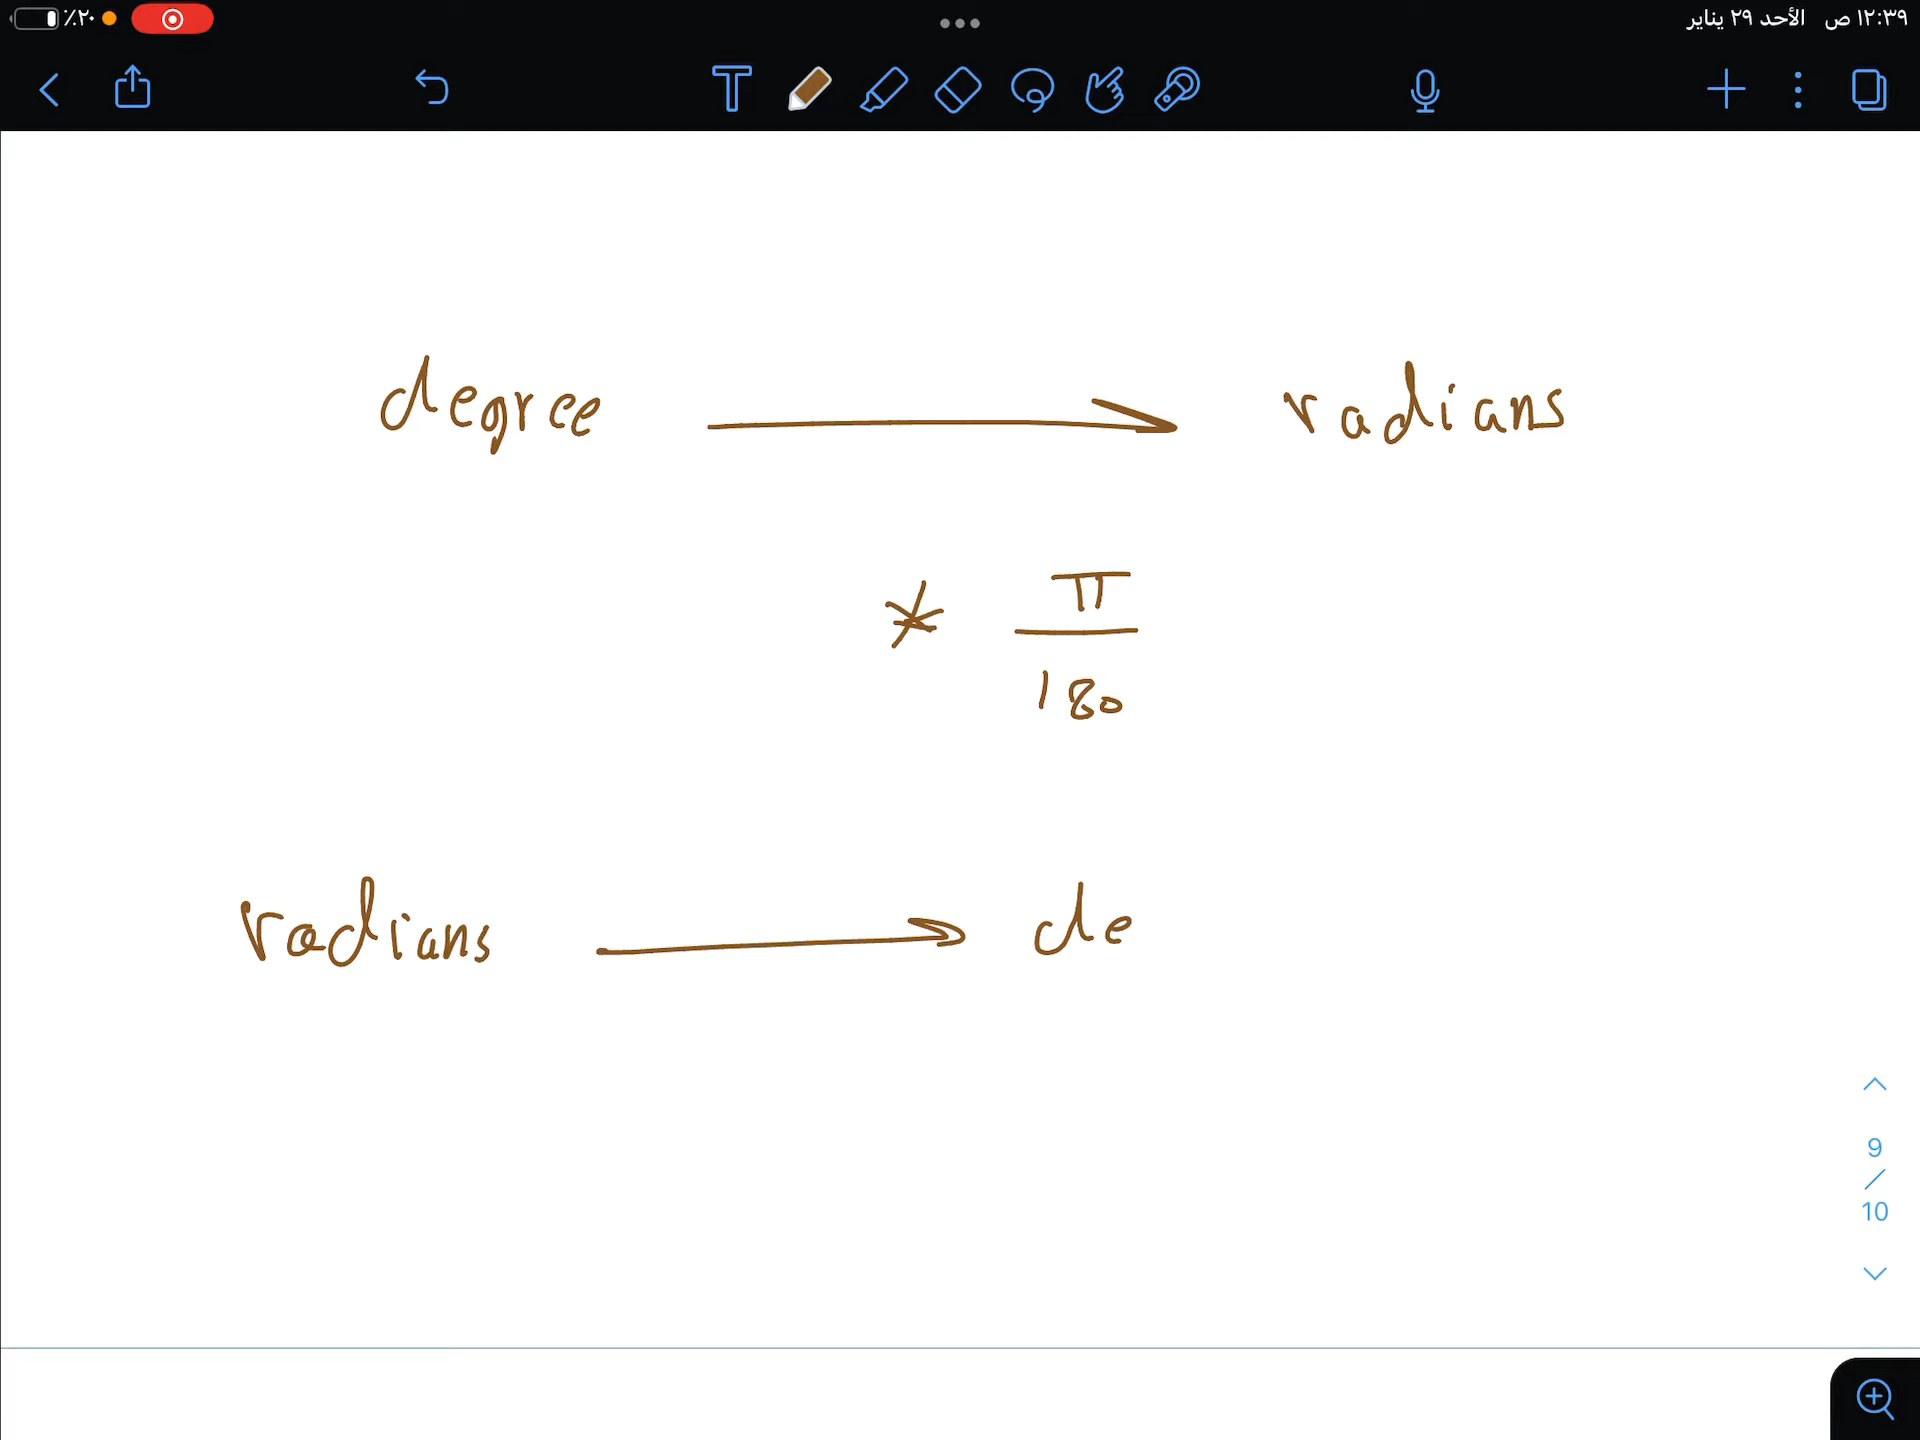 ٪٢٠ ١٢:٣٩ ص الأحد ٢٩ يناير
T
degree → radians
* π
180
radians → de
9
/
10